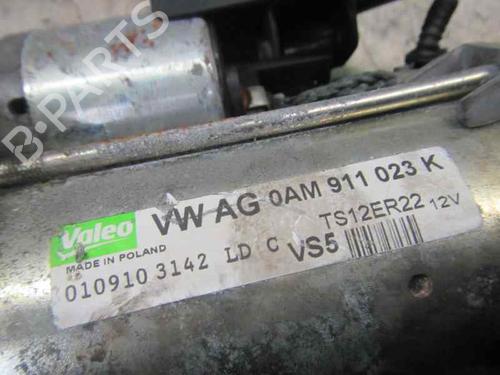 B-PARTS
Valeo
VW AG 0AM 911 023 K
MADE IN POLAND
TS12ER22 12V
010910 3142 LD C VS5